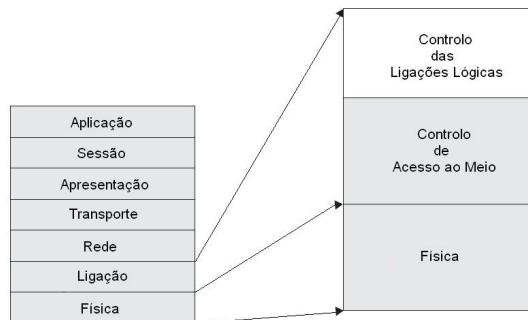 Aplicação
Sessão
Apresentação
Transporte
Rede
Ligação
Física
Controlo
das
Ligações Lógicas
Controlo
de
Acesso ao Meio
Física